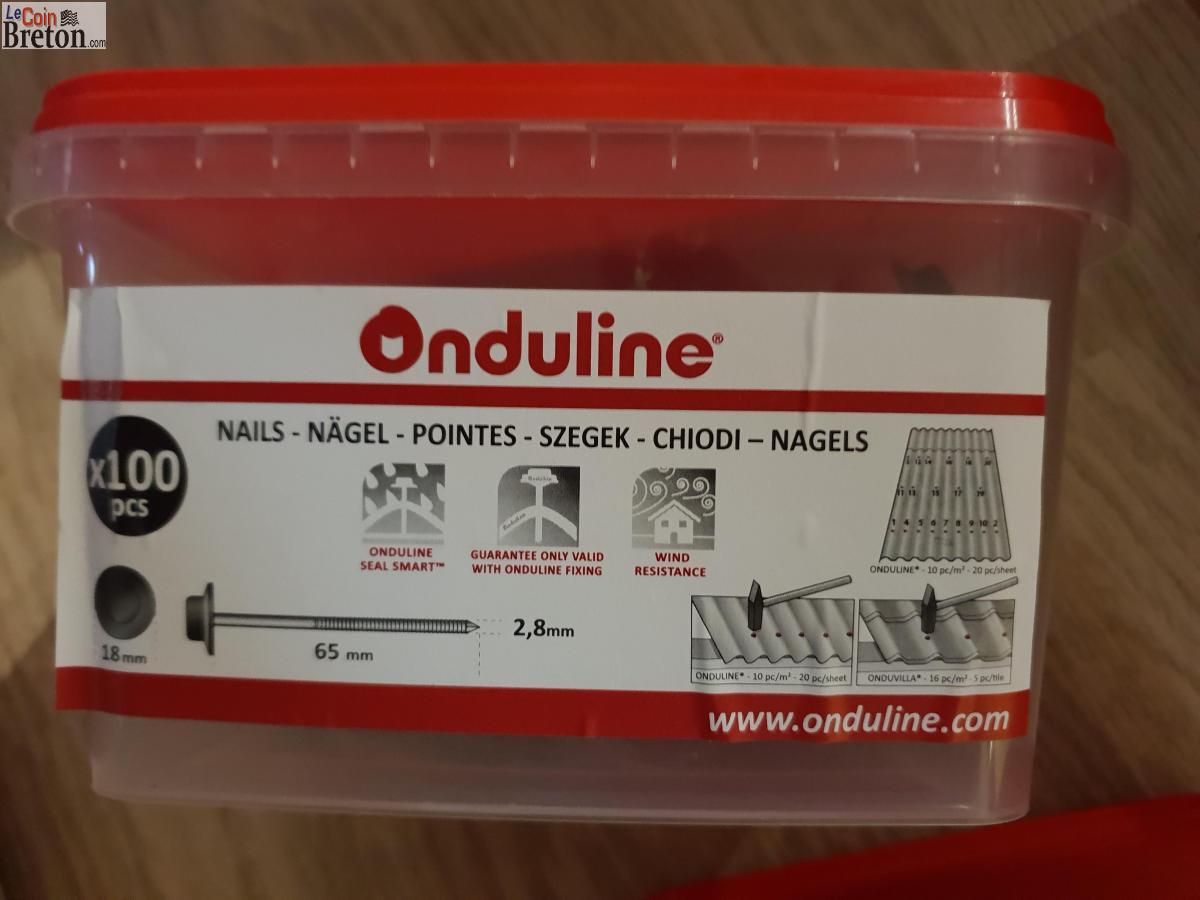 LeCoin
Breton.com
Onduline®
NAILS - NÄGEL - POINTES - SZEGEK - CHIODI – NAGELS
x100
pcs
ONDULINE
SEAL SMART™
GUARANTEE ONLY VALID
WITH ONDULINE FIXING
WIND
RESISTANCE
ONDULINE® - 10 pc/m² - 20 pc/sheet
18mm
65 mm
2,8mm
ONDULINE® - 10 pc/m² - 20 pc/sheet
ONDUVILLA® - 16 pc/m² - 5 pc/tile
www.onduline.com